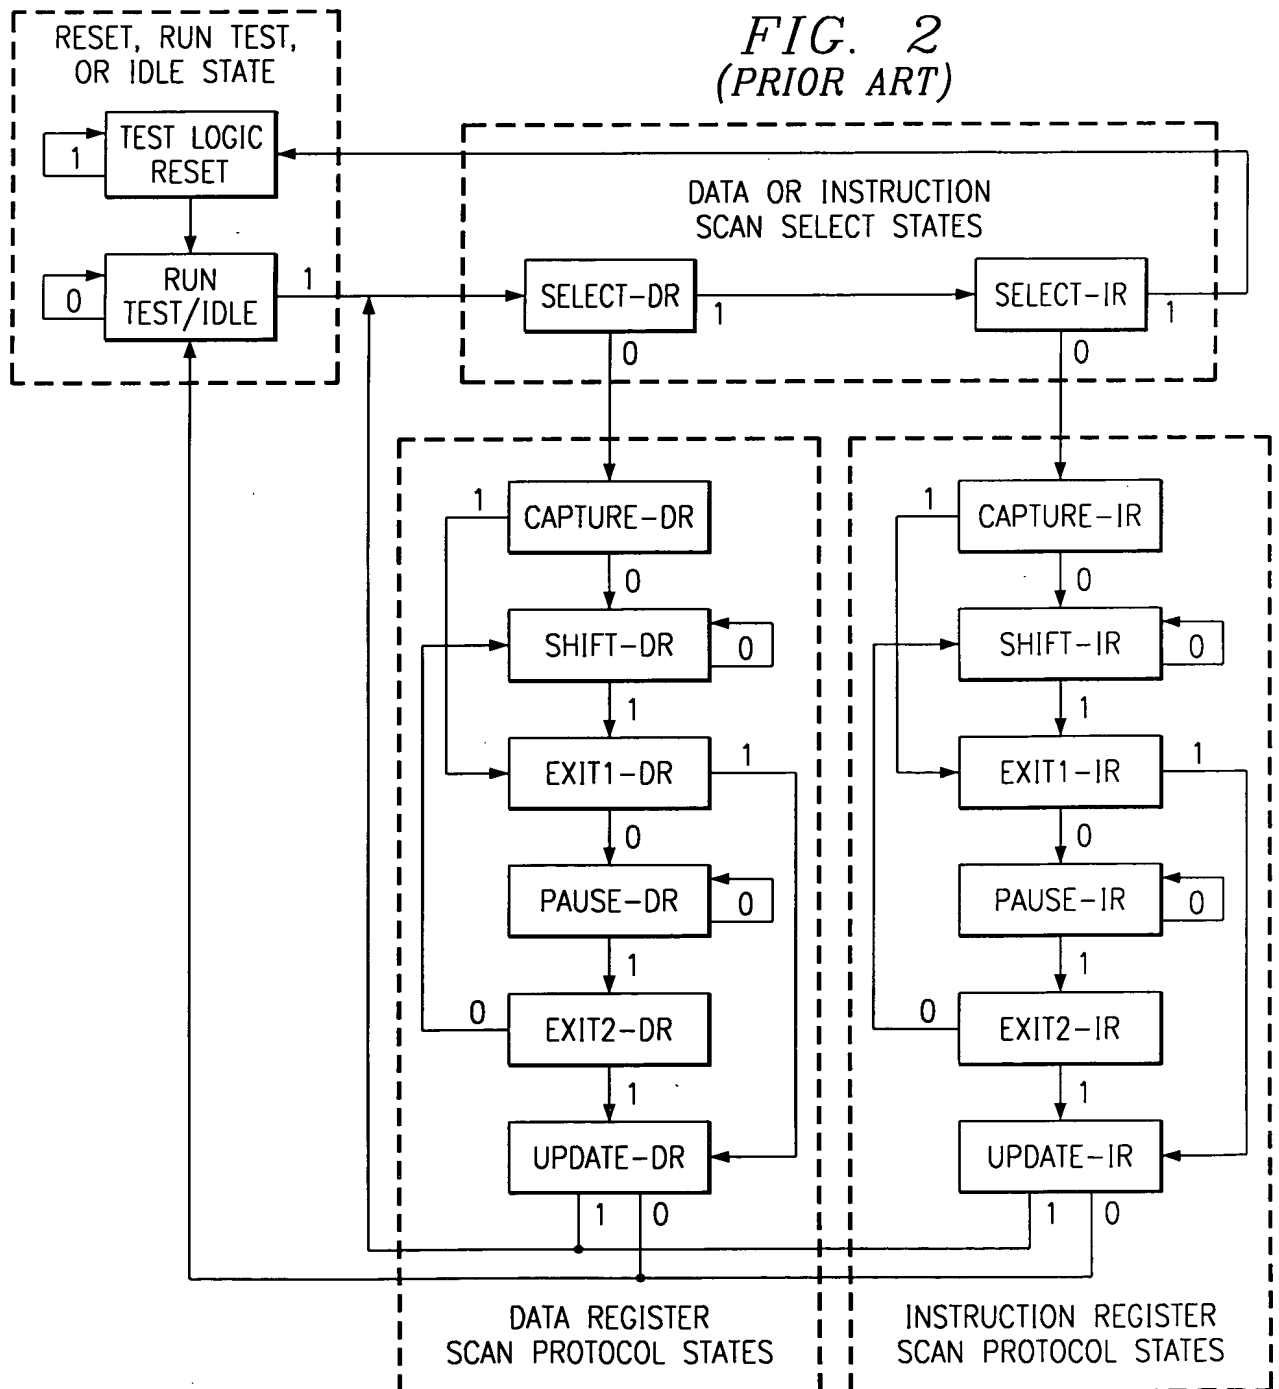 FIG. 2
(PRIOR ART)
RESET, RUN TEST,
OR IDLE STATE
TEST LOGIC
RESET
1
RUN
TEST/IDLE
0
1
DATA OR INSTRUCTION
SCAN SELECT STATES
SELECT-DR
1
0
SELECT-IR
1
0
CAPTURE-DR
1
0
SHIFT-DR
0
1
EXIT1-DR
1
0
PAUSE-DR
0
1
EXIT2-DR
0
1
UPDATE-DR
1
0
DATA REGISTER
SCAN PROTOCOL STATES
CAPTURE-IR
1
0
SHIFT-IR
0
1
EXIT1-IR
1
0
PAUSE-IR
0
1
EXIT2-IR
0
1
UPDATE-IR
1
0
INSTRUCTION REGISTER
SCAN PROTOCOL STATES